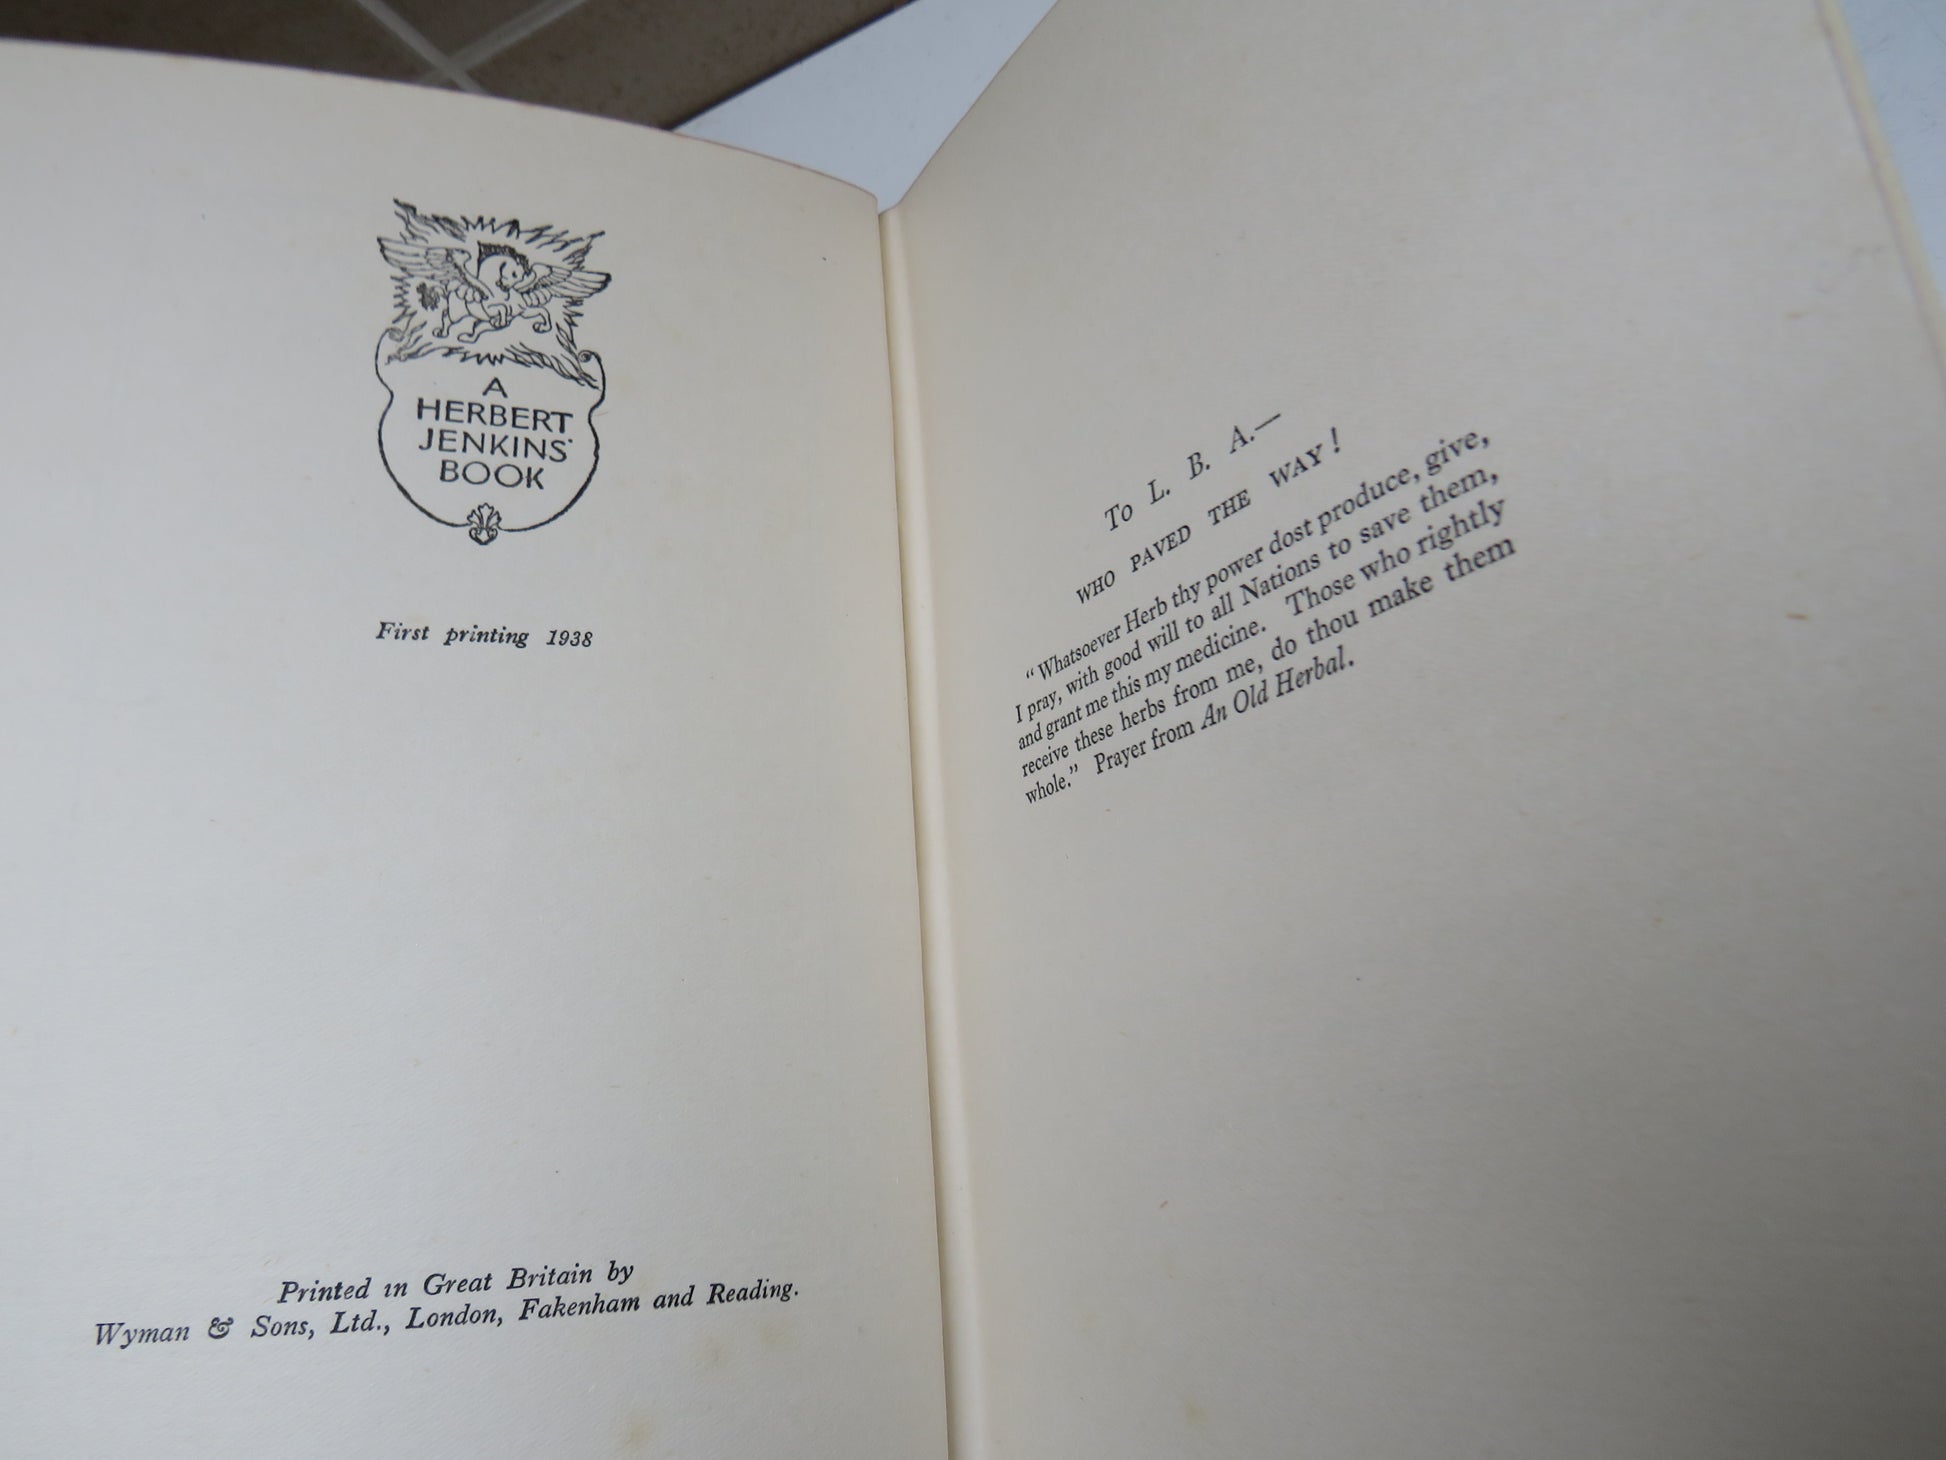 A
HERBERT
JENKINS'
BOOK
First printing 1938
Printed in Great Britain by
Wyman & Sons, Ltd., London, Fakenham and Reading.
To L. B. A.—
WHO PAVED THE WAY!
"Whatsoever Herb thy power dost produce, give,
I pray, with good will to all Nations to save them,
and grant me this my medicine. Those who rightly
receive these herbs from me, do thou make them
whole." Prayer from An Old Herbal.